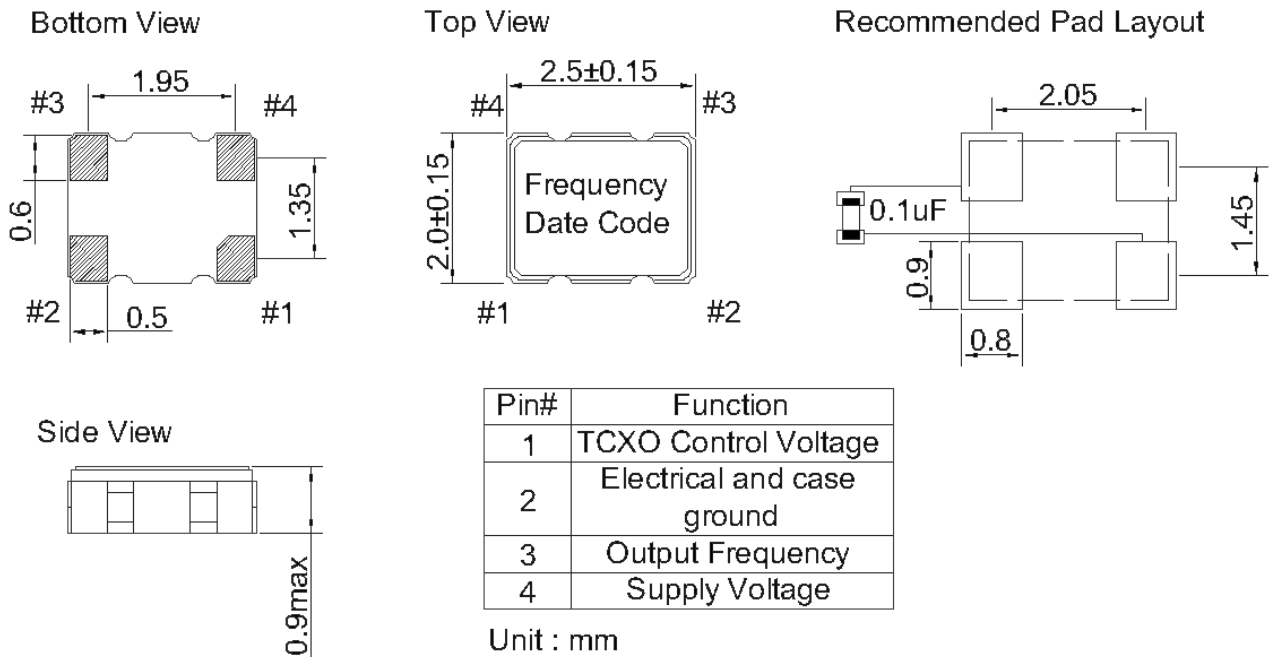 Bottom View
1.95
#3
#4
0.6
1.35
#2
0.5
#1
Top View
2.5±0.15
#4
#3
2.0±0.15
Frequency
Date Code
#1
#2
Recommended Pad Layout
2.05
0.1uF
1.45
0.9
0.8
Side View
0.9max
Pin# Function
1 TCXO Control Voltage
2 Electrical and case
ground
3 Output Frequency
4 Supply Voltage
Unit : mm